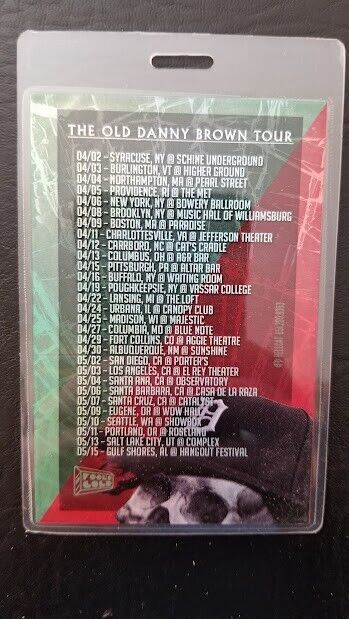 THE OLD DANNY BROWN TOUR
04/02 - SYRACUSE, NY @ SCHINE UNDERGROUND
04/03 - BURLINGTON, VT @ HIGHER GROUND
04/04 - NORTHAMPTON, MA @ PEARL STREET
04/05 - PROVIDENCE, RI @ THE MET
04/06 - NEW YORK, NY @ BOWERY BALLROOM
04/08 - BROOKLYN, NY @ MUSIC HALL OF WILLIAMSBURG
04/09 - BOSTON, MA @ PARADISE
04/11 - CHARLOTTESVILLE, VA @ JEFFERSON THEATER
04/12 - CARRBORO, NC @ CAT'S CRADLE
04/13 - COLUMBUS, OH @ A&R BAR
04/15 - PITTSBURGH, PA @ ALTAR BAR
04/16 - BUFFALO, NY @ WAITING ROOM
04/19 - POUGHKEEPSIE, NY @ VASSAR COLLEGE
04/22 - LANSING, MI @ THE LOFT
04/24 - URBANA, IL @ CANOPY CLUB
04/25 - MADISON, WI @ MAJESTIC
04/27 - COLUMBIA, MO @ BLUE NOTE
04/29 - FORT COLLINS, CO @ AGGIE THEATRE
04/30 - ALBUQUERQUE, NM @ SUNSHINE
05/02 - SAN DIEGO, CA @ PORTER'S
05/03 - LOS ANGELES, CA @ EL REY THEATER
05/04 - SANTA ANA, CA @ OBSERVATORY
05/06 - SANTA BARBARA, CA @ CASA DE LA RAZA
05/07 - SANTA CRUZ, CA @ CATALYST
05/09 - EUGENE, OR @ WOW HALL
05/10 - SEATTLE, WA @ SHOWBOX
05/11 - PORTLAND, OR @ ROSELAND
05/13 - SALT LAKE CITY, UT @ COMPLEX
05/15 - GULF SHORES, AL @ HANGOUT FESTIVAL
FOOL'S
GOLD